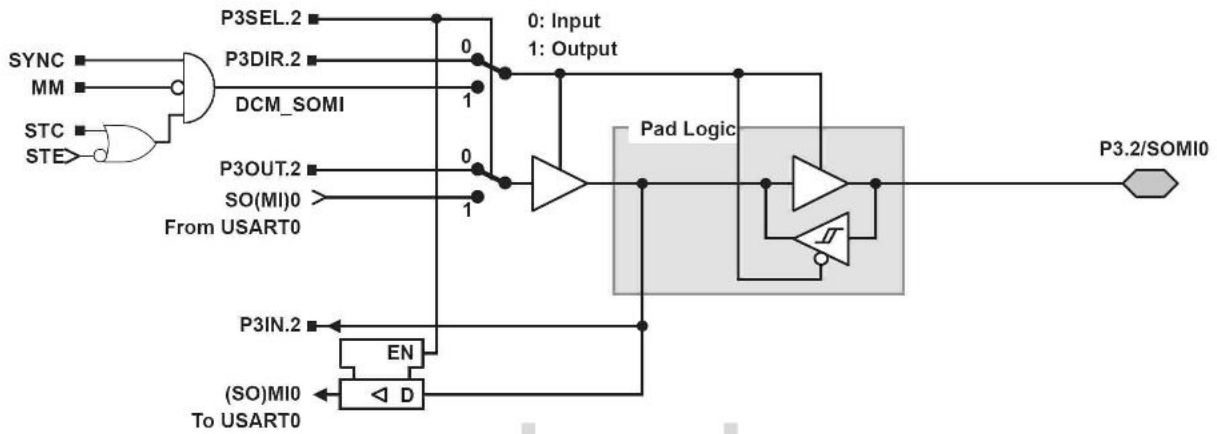 P3SEL.2
0: Input
1: Output
SYNC
P3DIR.2
0
MM
1
DCM_SOMI
STC
STE
Pad Logic
P3.2/SOMI0
P3OUT.2
0
SO(MI)0
1
From USART0
P3IN.2
EN
(SO)MI0
D
To USART0